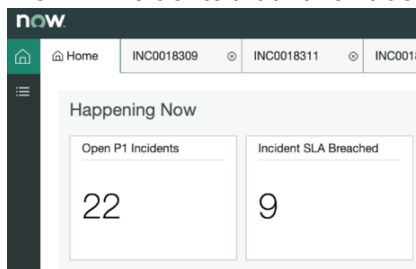 now.
Home INC0018309 INC0018311
Happening Now
Open P1 Incidents Incident SLA Breached
22 9